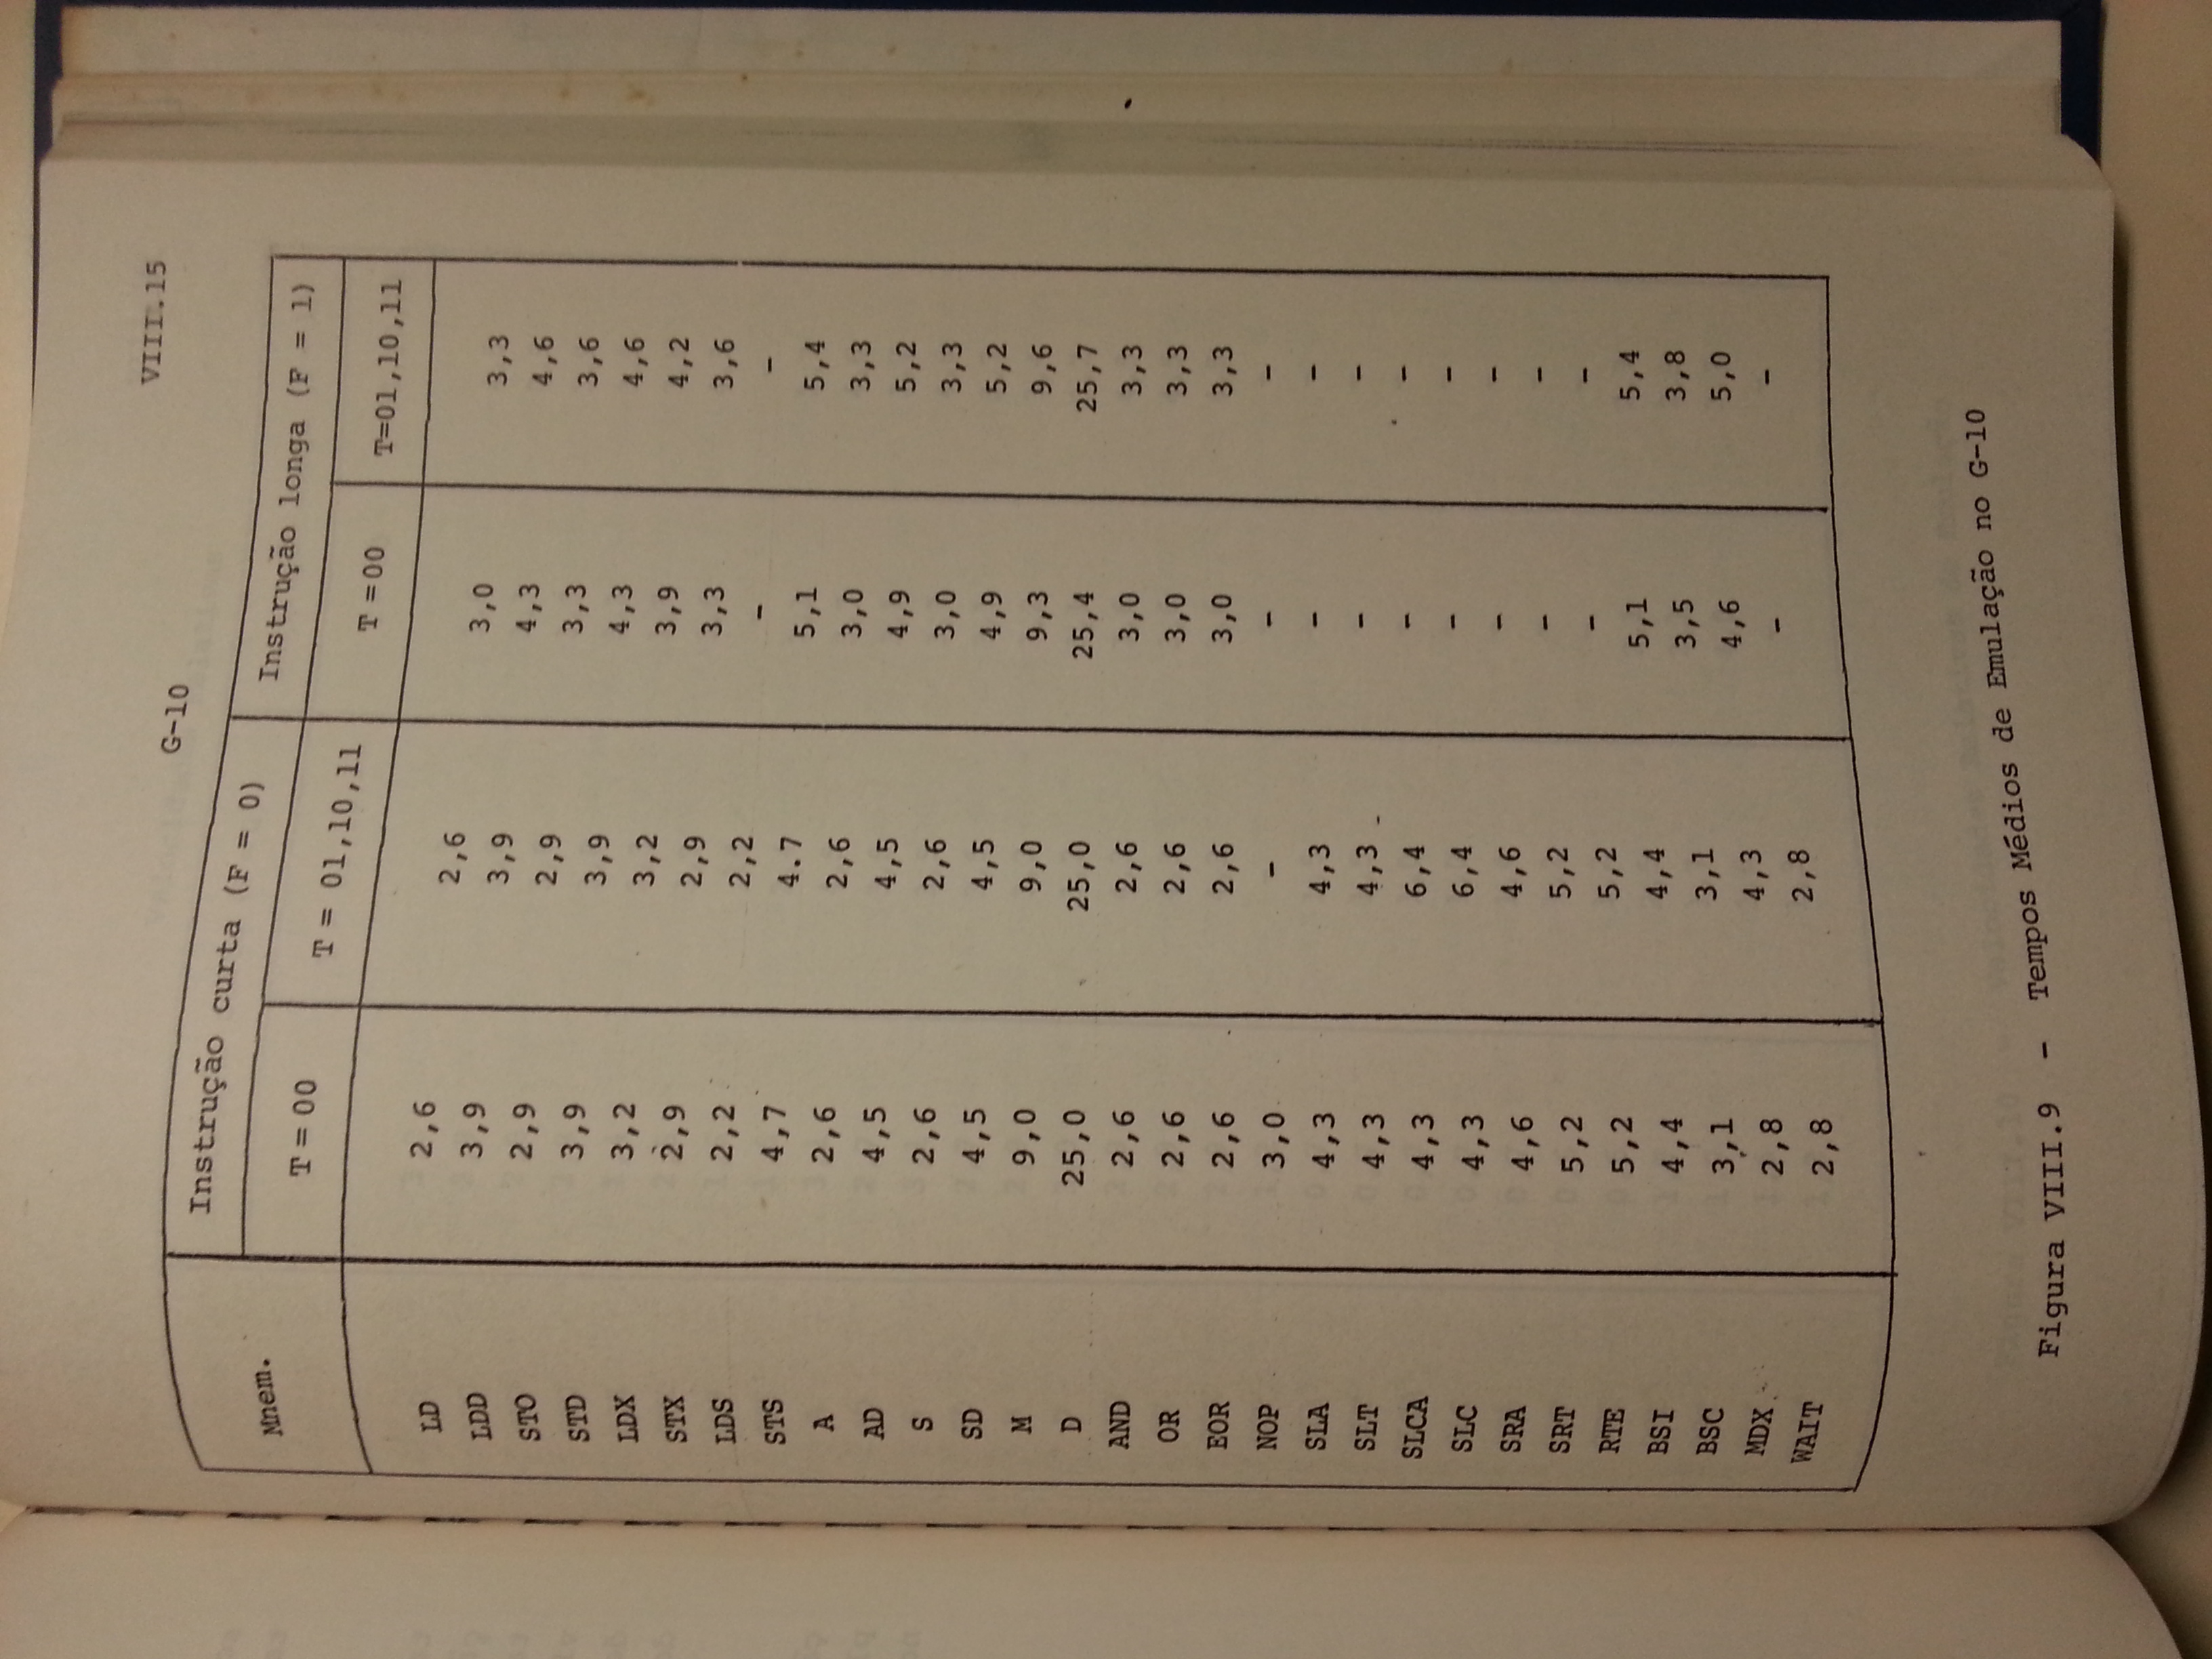 VIII.15
G-10
Mnem. Instrução curta (F = 0) Instrução longa (F = 1)
T=00 T = 01,10,11 T =00 T=01,10,11
LD 2,6 2,6 3,0 3,3
LDD 3,9 3,9 4,3 4,6
STO 2,9 2,9 3,3 3,6
STD 3,9 3,9 4,3 4,6
LDX 3,2 3,2 3,9 4,2
STX 2,9 2,9 3,3 3,6
LDS 2,2 2,2 - -
STS 4,7 4.7 5,1 5,4
A 2,6 2,6 3,0 3,3
AD 4,5 4,5 4,9 5,2
S 2,6 2,6 3,0 3,3
SD 4,5 4,5 4,9 5,2
M 9,0 9,0 9,3 9,6
D 25,0 25,0 25,4 25,7
AND 2,6 2,6 3,0 3,3
OR 2,6 2,6 3,0 3,3
EOR 2,6 2,6 3,0 3,3
NOP 3,0 - - -
SLA 4,3 4,3 - -
SLT 4,3 4,3 - -
SLCA 4,3 6,4 - -
SLC 4,3 6,4 - -
SRA 4,6 4,6 - -
SRT 5,2 5,2 - -
RTE 5,2 5,2 - -
BSI 4,4 4,4 5,1 5,4
BSC 3,1 3,1 3,5 3,8
MDX 2,8 4,3 4,6 5,0
WAIT 2,8 2,8 - -
Figura VIII.9 - Tempos Médios de Emulação no G-10